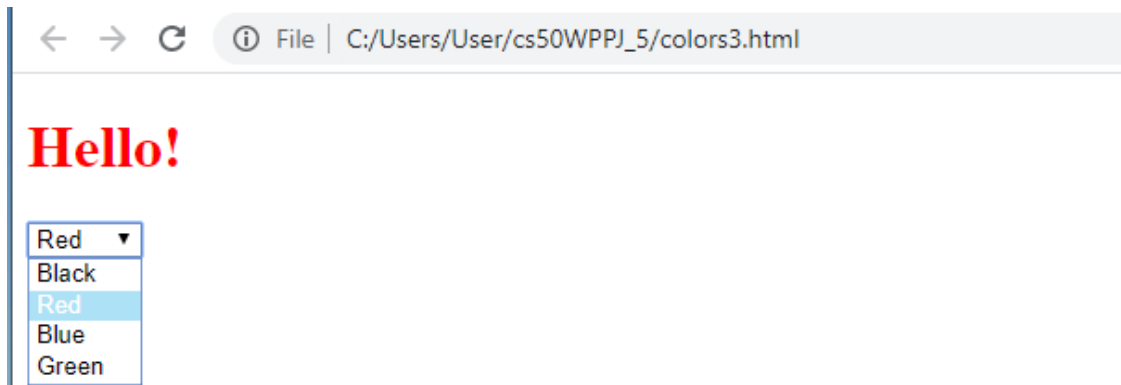 File C:/Users/User/cs50WPPJ_5/colors3.html
Hello!
Red
Black
Red
Blue
Green